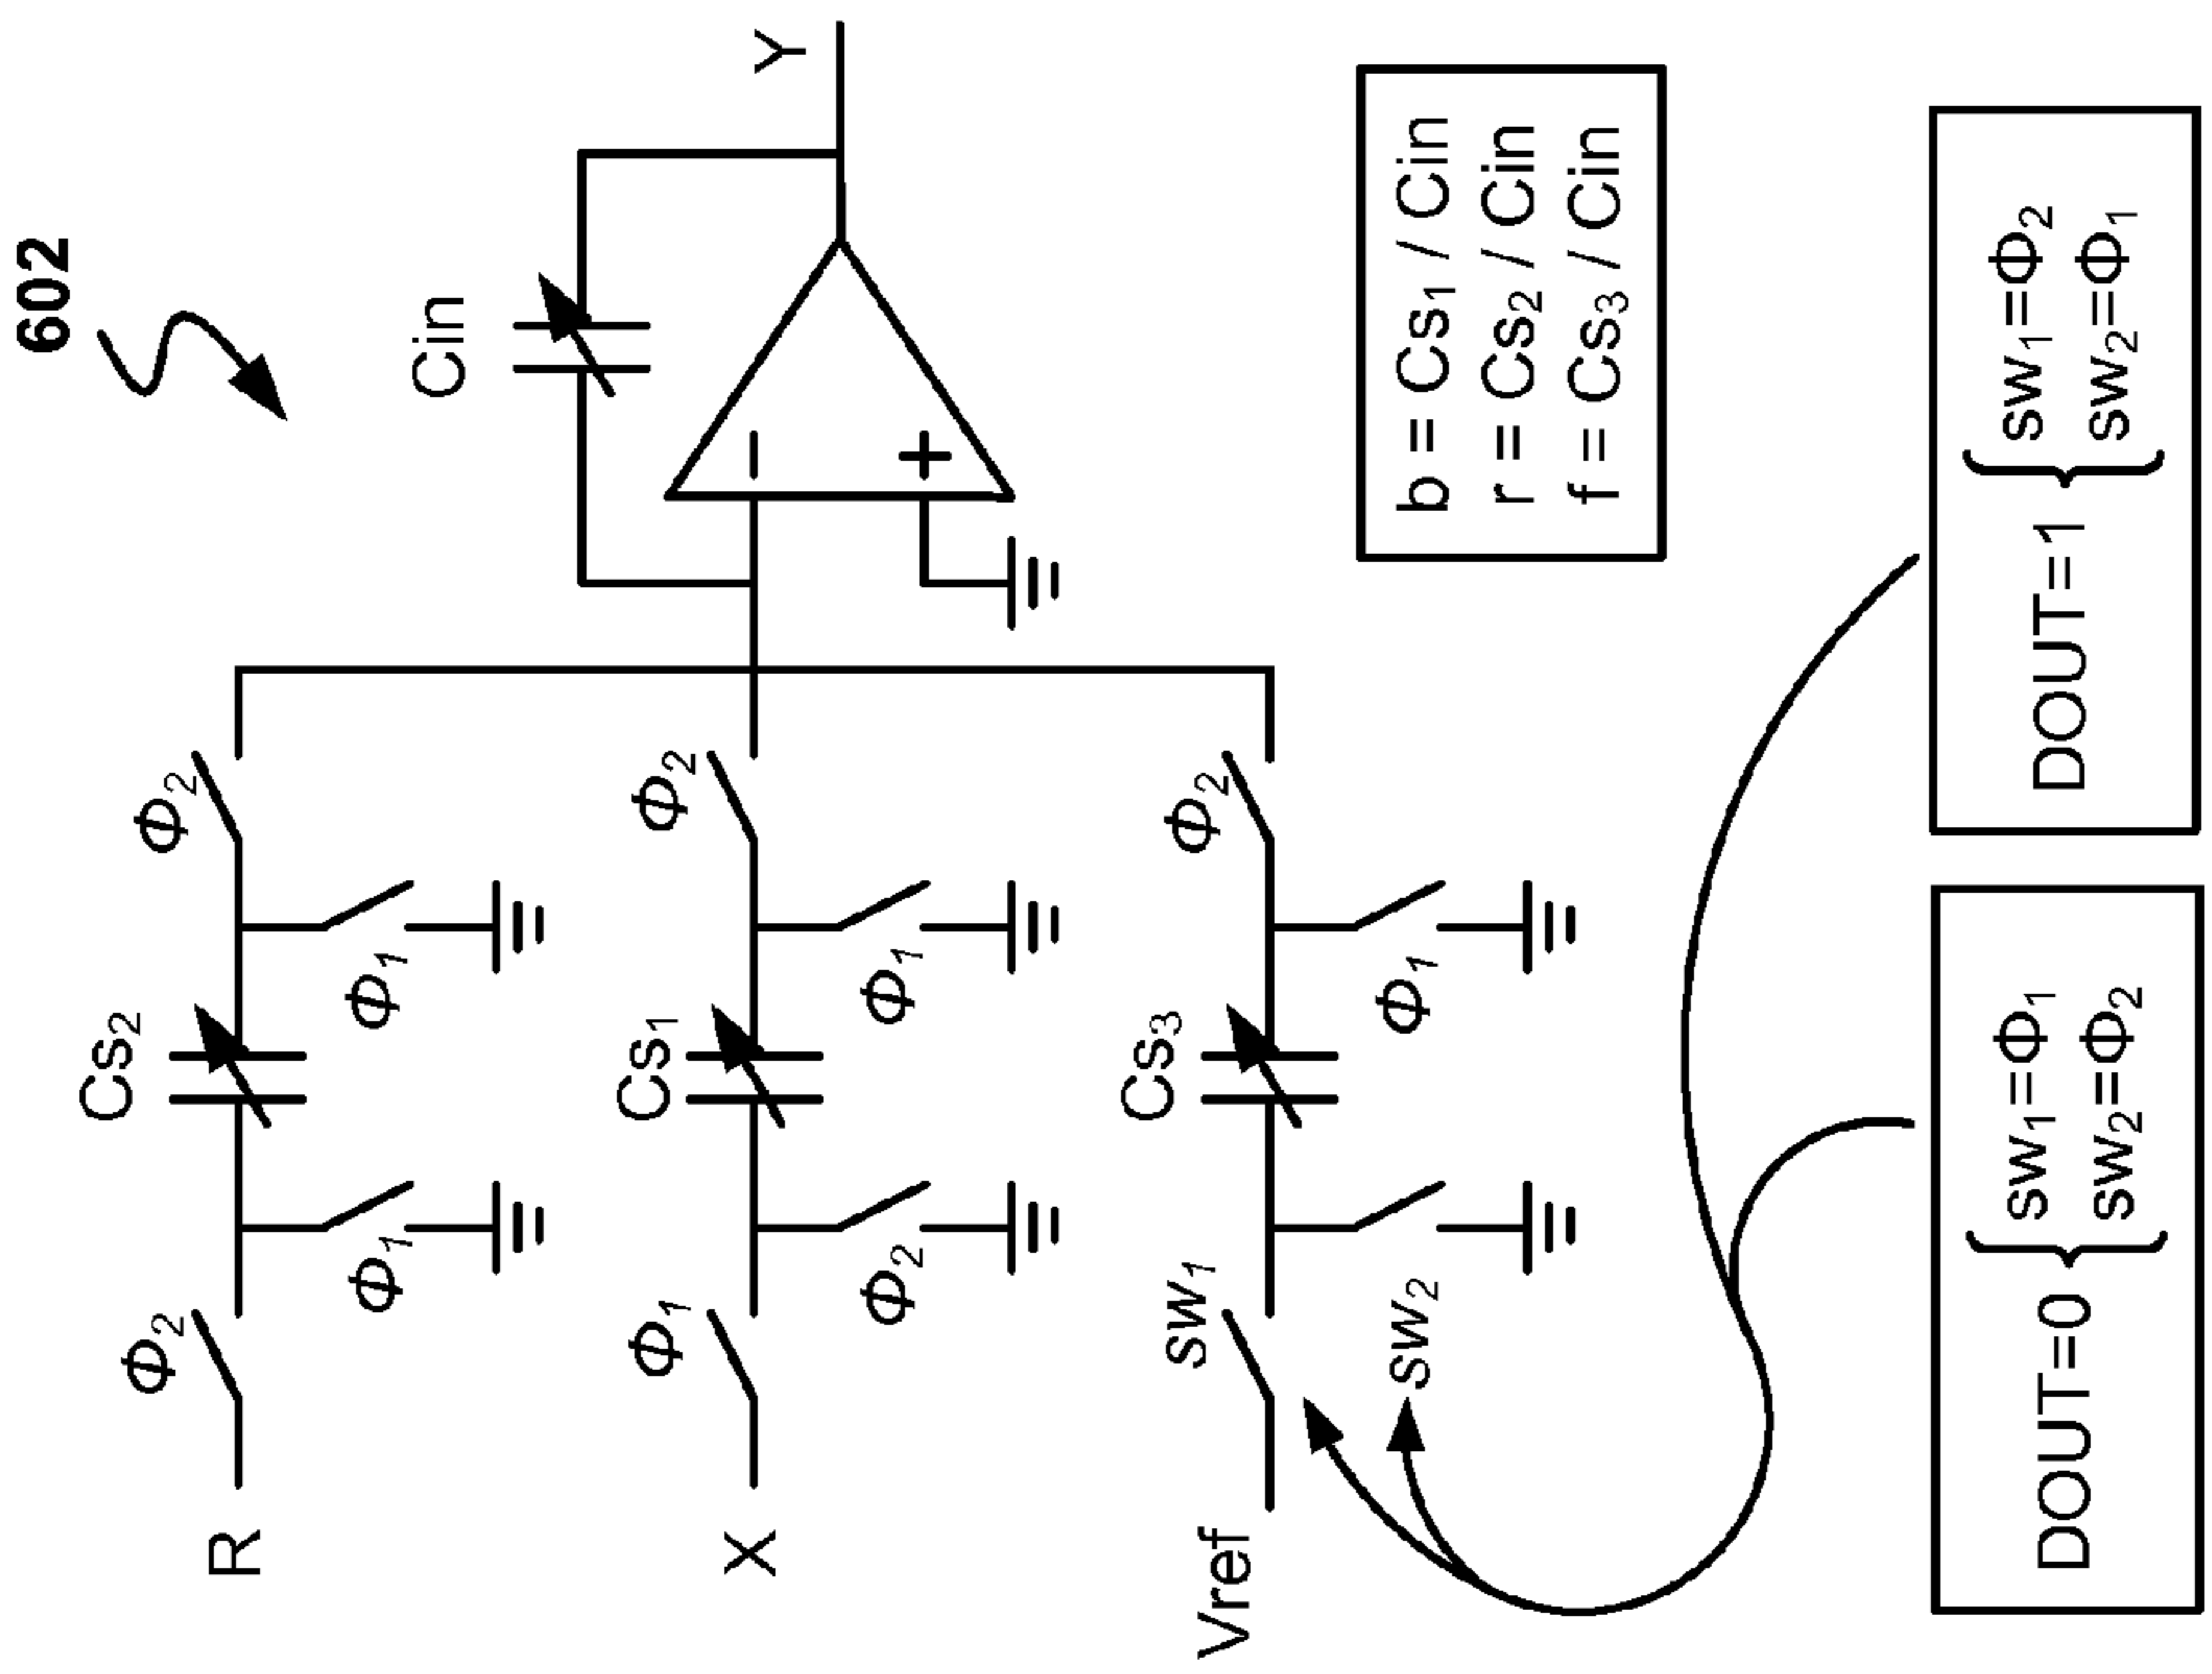 602
Cin
Y
R
Φ2
Φ1
Cs2
Φ1
Φ2
X
Φ1
Φ2
Cs1
Φ1
Φ2
Vref
sw1
sw2
Cs3
Φ1
Φ2
−
+
b = Cs1 / Cin
r = Cs2 / Cin
f = Cs3 / Cin
DOUT=0 { sw1=Φ1
sw2=Φ2
DOUT=1 { sw1=Φ2
sw2=Φ1